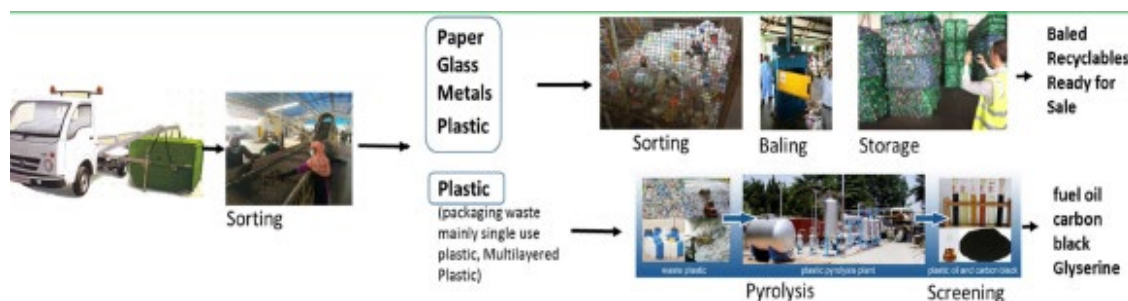 Sorting
Paper
Glass
Metals
Plastic
Sorting
Baling
Storage
Baled
Recyclables
Ready for
Sale
Plastic
(packaging waste
mainly single use
plastic, Multilayered
Plastic)
waste plastic
plastic pyrolysis plant
plastic oil and carbon black
Pyrolysis
Screening
fuel oil
carbon
black
Glyserine